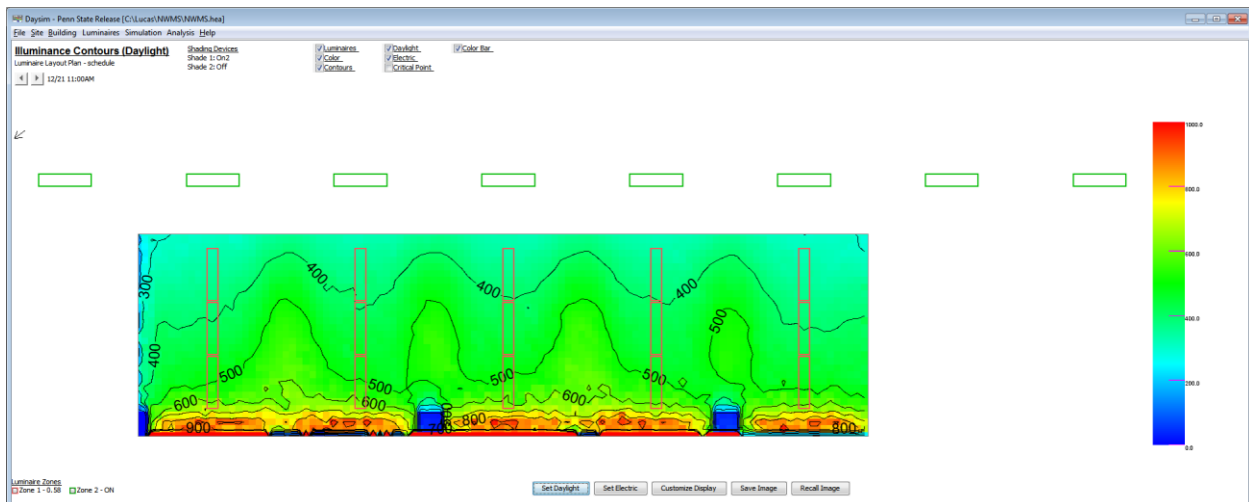 Daysim - Penn State Release [C:\Lucas\NWMS\NWMS.hea]
File Site Building Luminaires Simulation Analysis Help
Illuminance Contours (Daylight)
Luminaire Layout Plan - schedule
12/21 11:00AM
Shading Devices
Shade 1: On2
Shade 2: Off
Luminaires Daylight Color Bar
Color Electric
Contours Critical Point
1000.0
800.0
600.0
400.0
200.0
0.0
400 400 400
300
500
400
500 500 500 500
600 600 600
900 800 800
Luminaire Zones
Zone 1 - 0.58 Zone 2 - ON
Set Daylight Set Electric Customize Display Save Image Recall Image